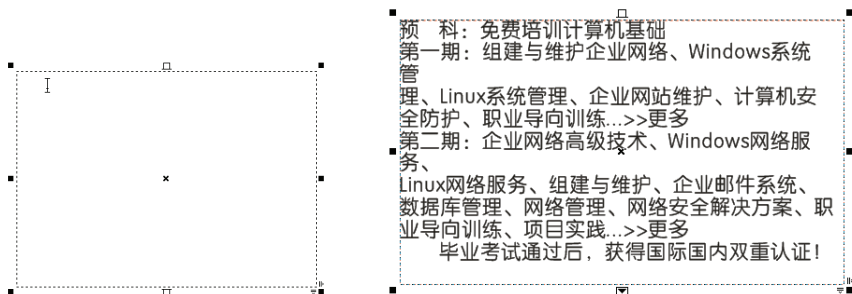 预　科：免费培训计算机基础
第一期：组建与维护企业网络、Windows系统
管
理、Linux系统管理、企业网站维护、计算机安
全防护、职业导向训练...>>更多
第二期：企业网络高级技术、Windows网络服
务、
Linux网络服务、组建与维护、企业邮件系统、
数据库管理、网络管理、网络安全解决方案、职
业导向训练、项目实践...>>更多
毕业考试通过后，获得国际国内双重认证！